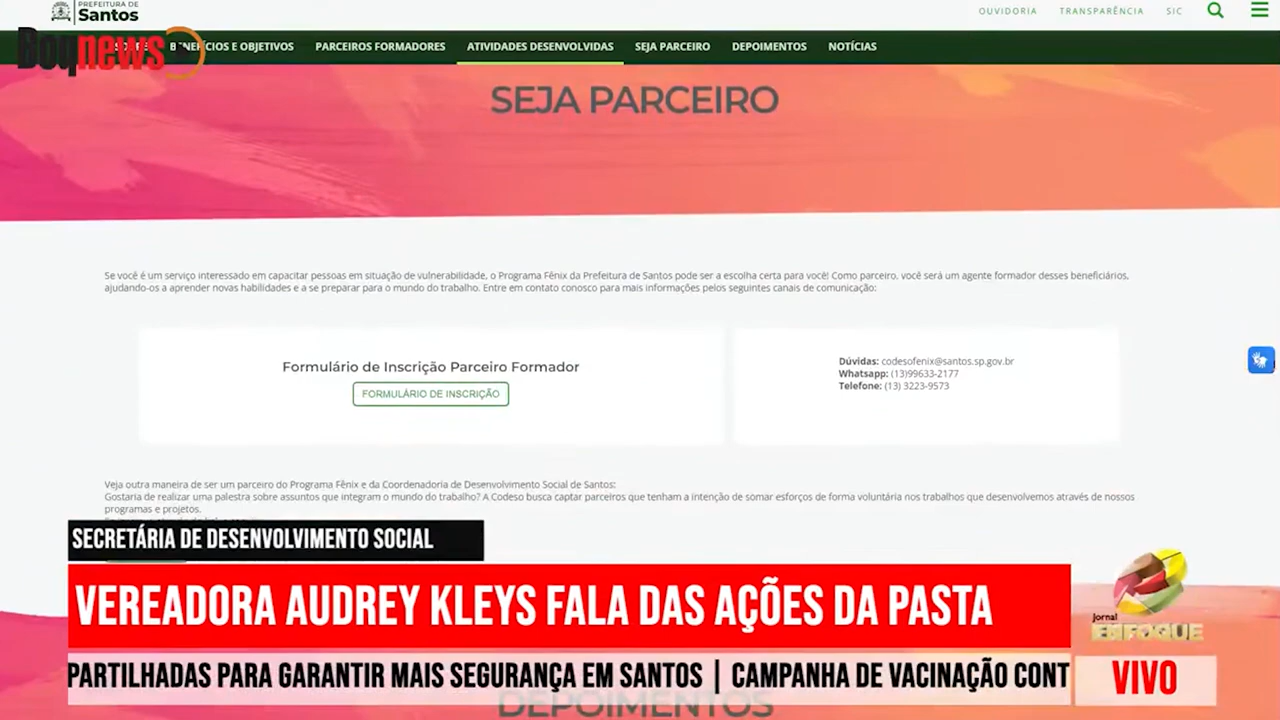 PREFEITURA DE
Santos
OUVIDORIA
TRANSPARÊNCIA
SIC
Boqnews
BENEFÍCIOS E OBJETIVOS
PARCEIROS FORMADORES
ATIVIDADES DESENVOLVIDAS
SEJA PARCEIRO
DEPOIMENTOS
NOTÍCIAS
SEJA PARCEIRO
Se você é um serviço interessado em capacitar pessoas em situação de vulnerabilidade, o Programa Fênix da Prefeitura de Santos pode ser a escolha certa para você! Como parceiro, você será um agente formador desses beneficiários,
ajudando-os a aprender novas habilidades e a se preparar para o mundo do trabalho. Entre em contato conosco para mais informações pelos seguintes canais de comunicação:
Formulário de Inscrição Parceiro Formador
FORMULÁRIO DE INSCRIÇÃO
Dúvidas: codesofenix@santos.sp.gov.br
Whatsapp: (13)99633-2177
Telefone: (13) 3223-9573
Veja outra maneira de ser um parceiro do Programa Fênix e da Coordenadoria de Desenvolvimento Social de Santos:
Gostaria de realizar uma palestra sobre assuntos que integram o mundo do trabalho? A Codeso busca captar parceiros que tenham a intenção de somar esforços de forma voluntária nos trabalhos que desenvolvemos através de nossos
programas e projetos.
SECRETÁRIA DE DESENVOLVIMENTO SOCIAL
VEREADORA AUDREY KLEYS FALA DAS AÇÕES DA PASTA
jornal
ENFOQUE
PARTILHADAS PARA GARANTIR MAIS SEGURANÇA EM SANTOS | CAMPANHA DE VACINAÇÃO CONT
VIVO
DEPOIMENTOS